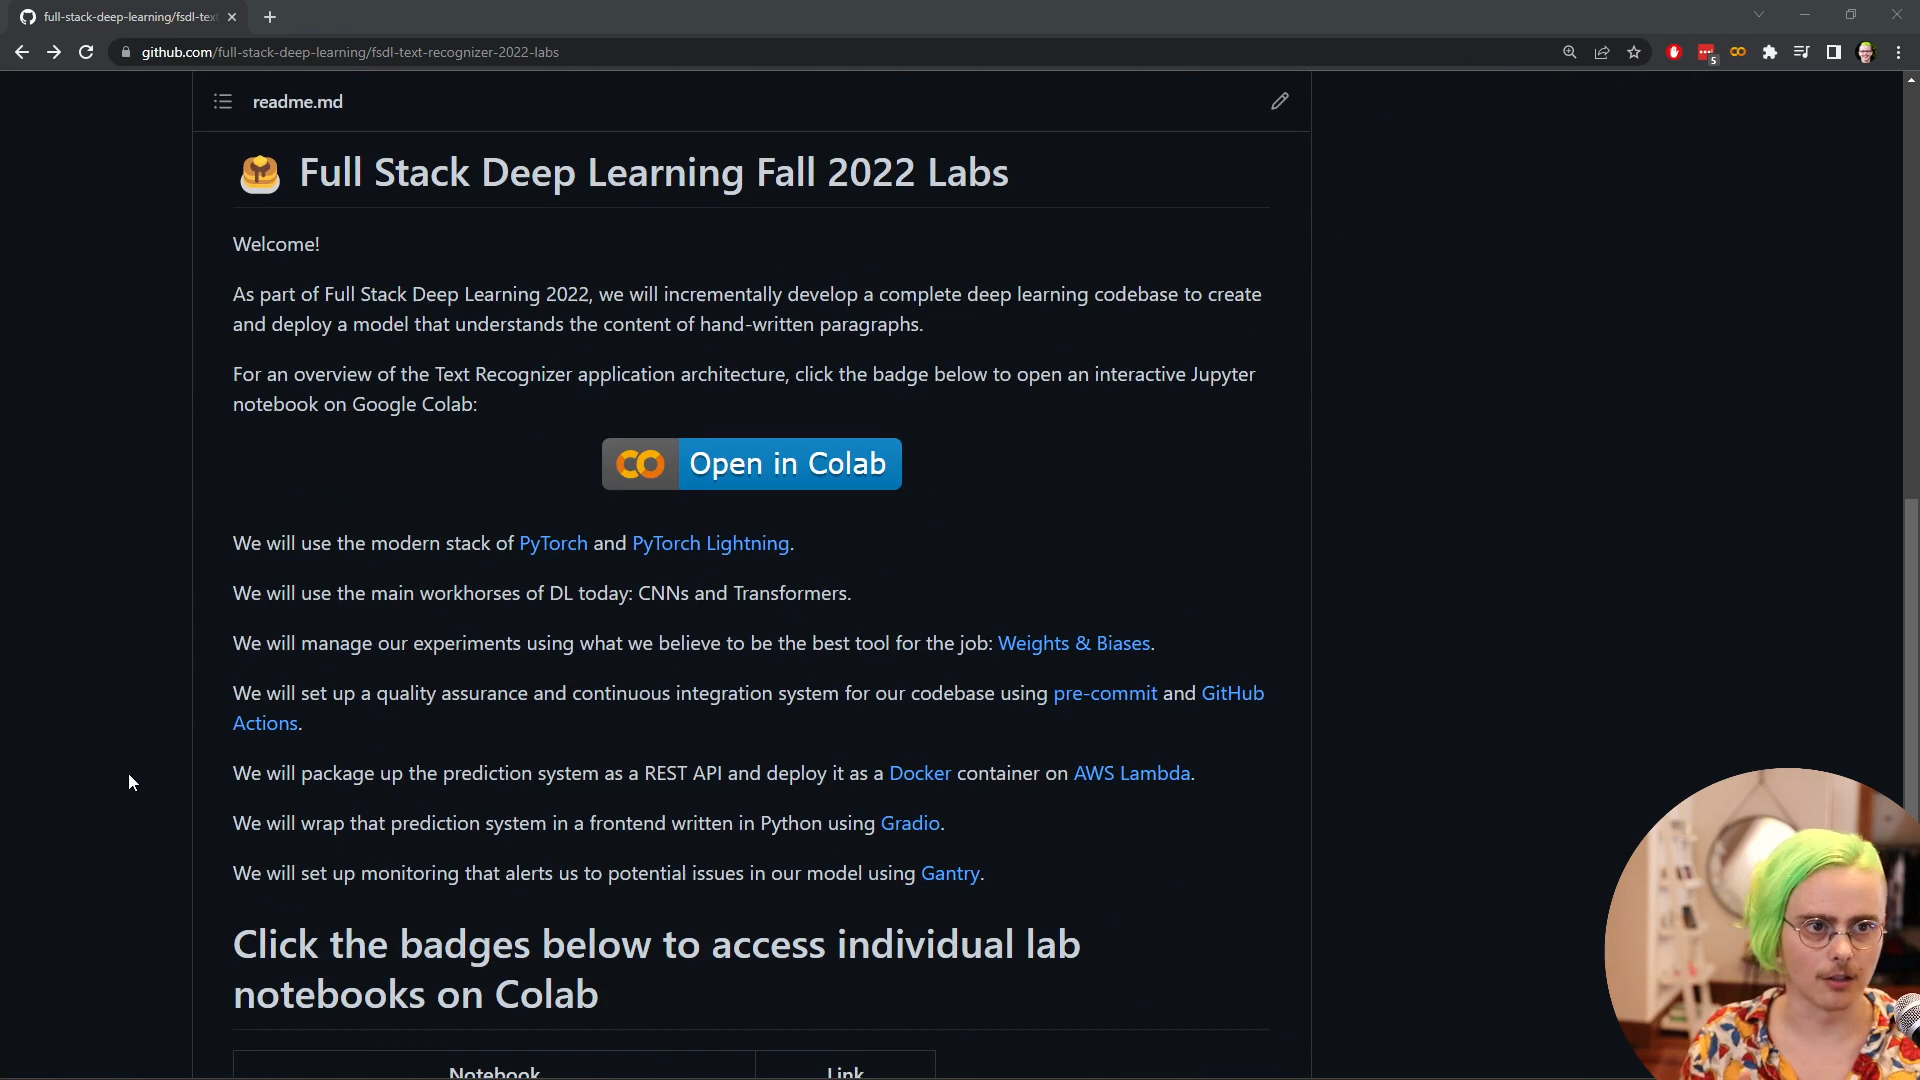 full-stack-deep-learning/fsdl-tex
github.com/full-stack-deep-learning/fsdl-text-recognizer-2022-labs
5
readme.md
Full Stack Deep Learning Fall 2022 Labs
Welcome!
As part of Full Stack Deep Learning 2022, we will incrementally develop a complete deep learning codebase to create
and deploy a model that understands the content of hand-written paragraphs.
For an overview of the Text Recognizer application architecture, click the badge below to open an interactive Jupyter
notebook on Google Colab:
Open in Colab
We will use the modern stack of PyTorch and PyTorch Lightning.
We will use the main workhorses of DL today: CNNs and Transformers.
We will manage our experiments using what we believe to be the best tool for the job: Weights & Biases.
We will set up a quality assurance and continuous integration system for our codebase using pre-commit and GitHub
Actions.
We will package up the prediction system as a REST API and deploy it as a Docker container on AWS Lambda.
We will wrap that prediction system in a frontend written in Python using Gradio.
We will set up monitoring that alerts us to potential issues in our model using Gantry.
Click the badges below to access individual lab
notebooks on Colab
Notebook Link